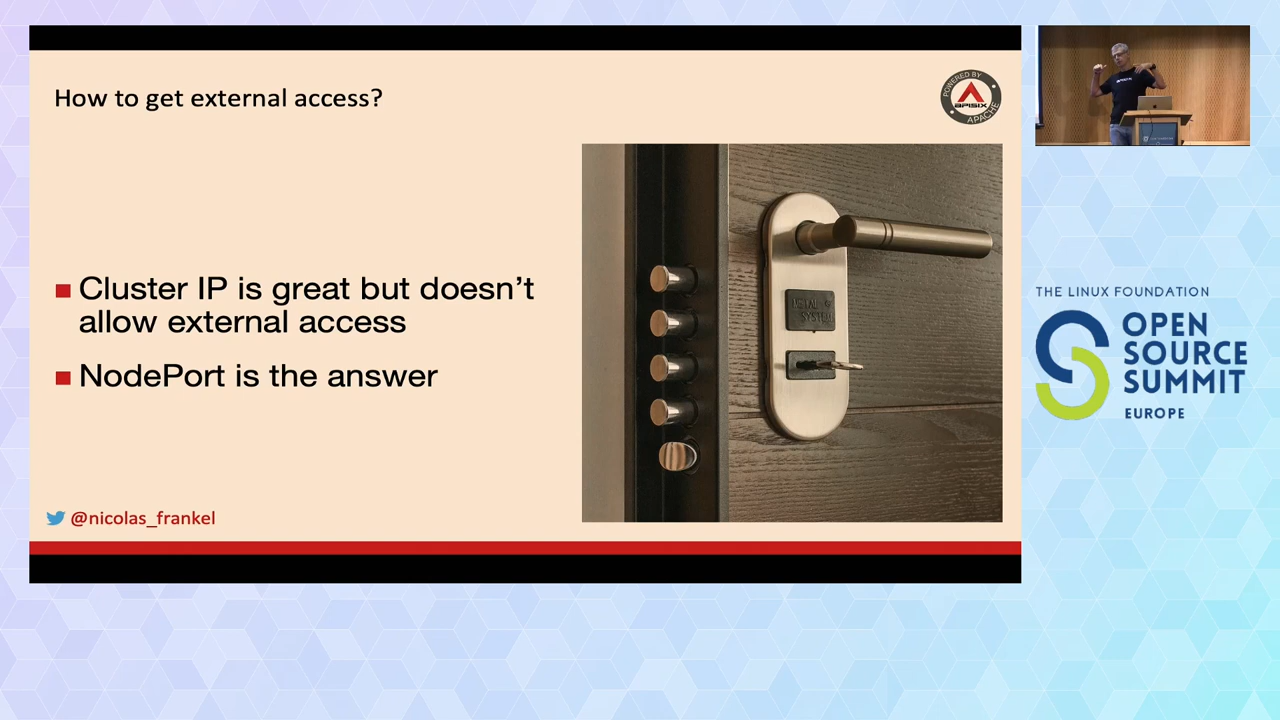 How to get external access?
POWERED BY
APISIX
APACHE
Cluster IP is great but doesn't
allow external access
NodePort is the answer
@nicolas_frankel
THE LINUX FOUNDATION
OPEN
SOURCE
SUMMIT
EUROPE